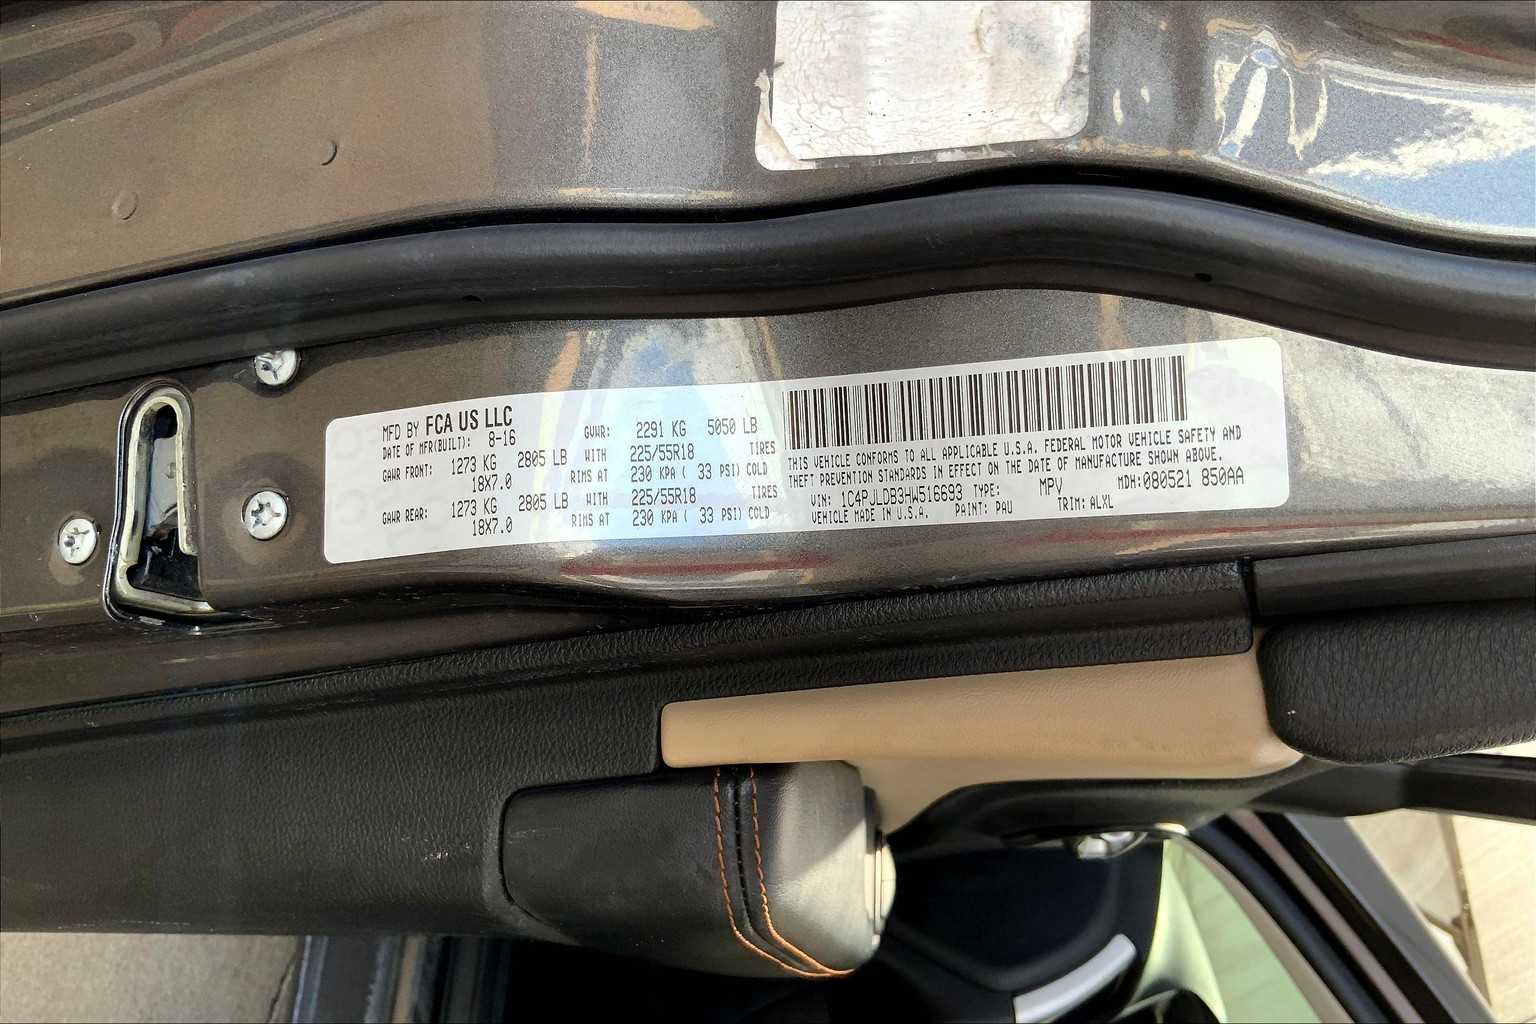 MFD BY FCA US LLC
DATE OF MFR(BUILT): 8-16 GVWR: 2291 KG 5050 LB
GAWR FRONT: 1273 KG 2805 LB WITH 225/55R18 TIRES
18X7.0 RIMS AT 230 KPA ( 33 PSI) COLD
GAWR REAR: 1273 KG 2805 LB WITH 225/55R18 TIRES
18X7.0 RIMS AT 230 KPA ( 33 PSI) COLD
THIS VEHICLE CONFORMS TO ALL APPLICABLE U.S.A. FEDERAL MOTOR VEHICLE SAFETY AND
THEFT PREVENTION STANDARDS IN EFFECT ON THE DATE OF MANUFACTURE SHOWN ABOVE.
VIN: 1C4PJLDB3HW516693 TYPE: MPV MDH:080521 850AA
VEHICLE MADE IN U.S.A. PAINT: PAU TRIM: ALXL